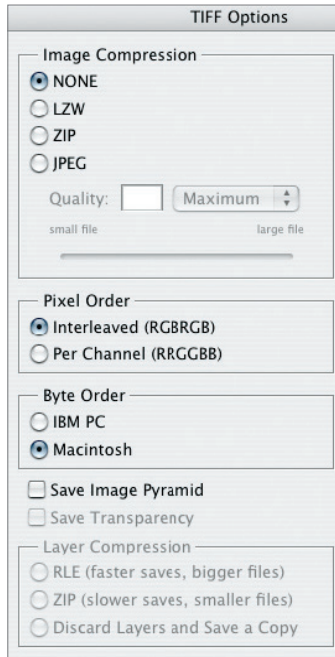 TIFF Options
Image Compression
NONE
LZW
ZIP
JPEG
Quality: Maximum
small file large file
Pixel Order
Interleaved (RGBRGB)
Per Channel (RRGGBB)
Byte Order
IBM PC
Macintosh
Save Image Pyramid
Save Transparency
Layer Compression
RLE (faster saves, bigger files)
ZIP (slower saves, smaller files)
Discard Layers and Save a Copy